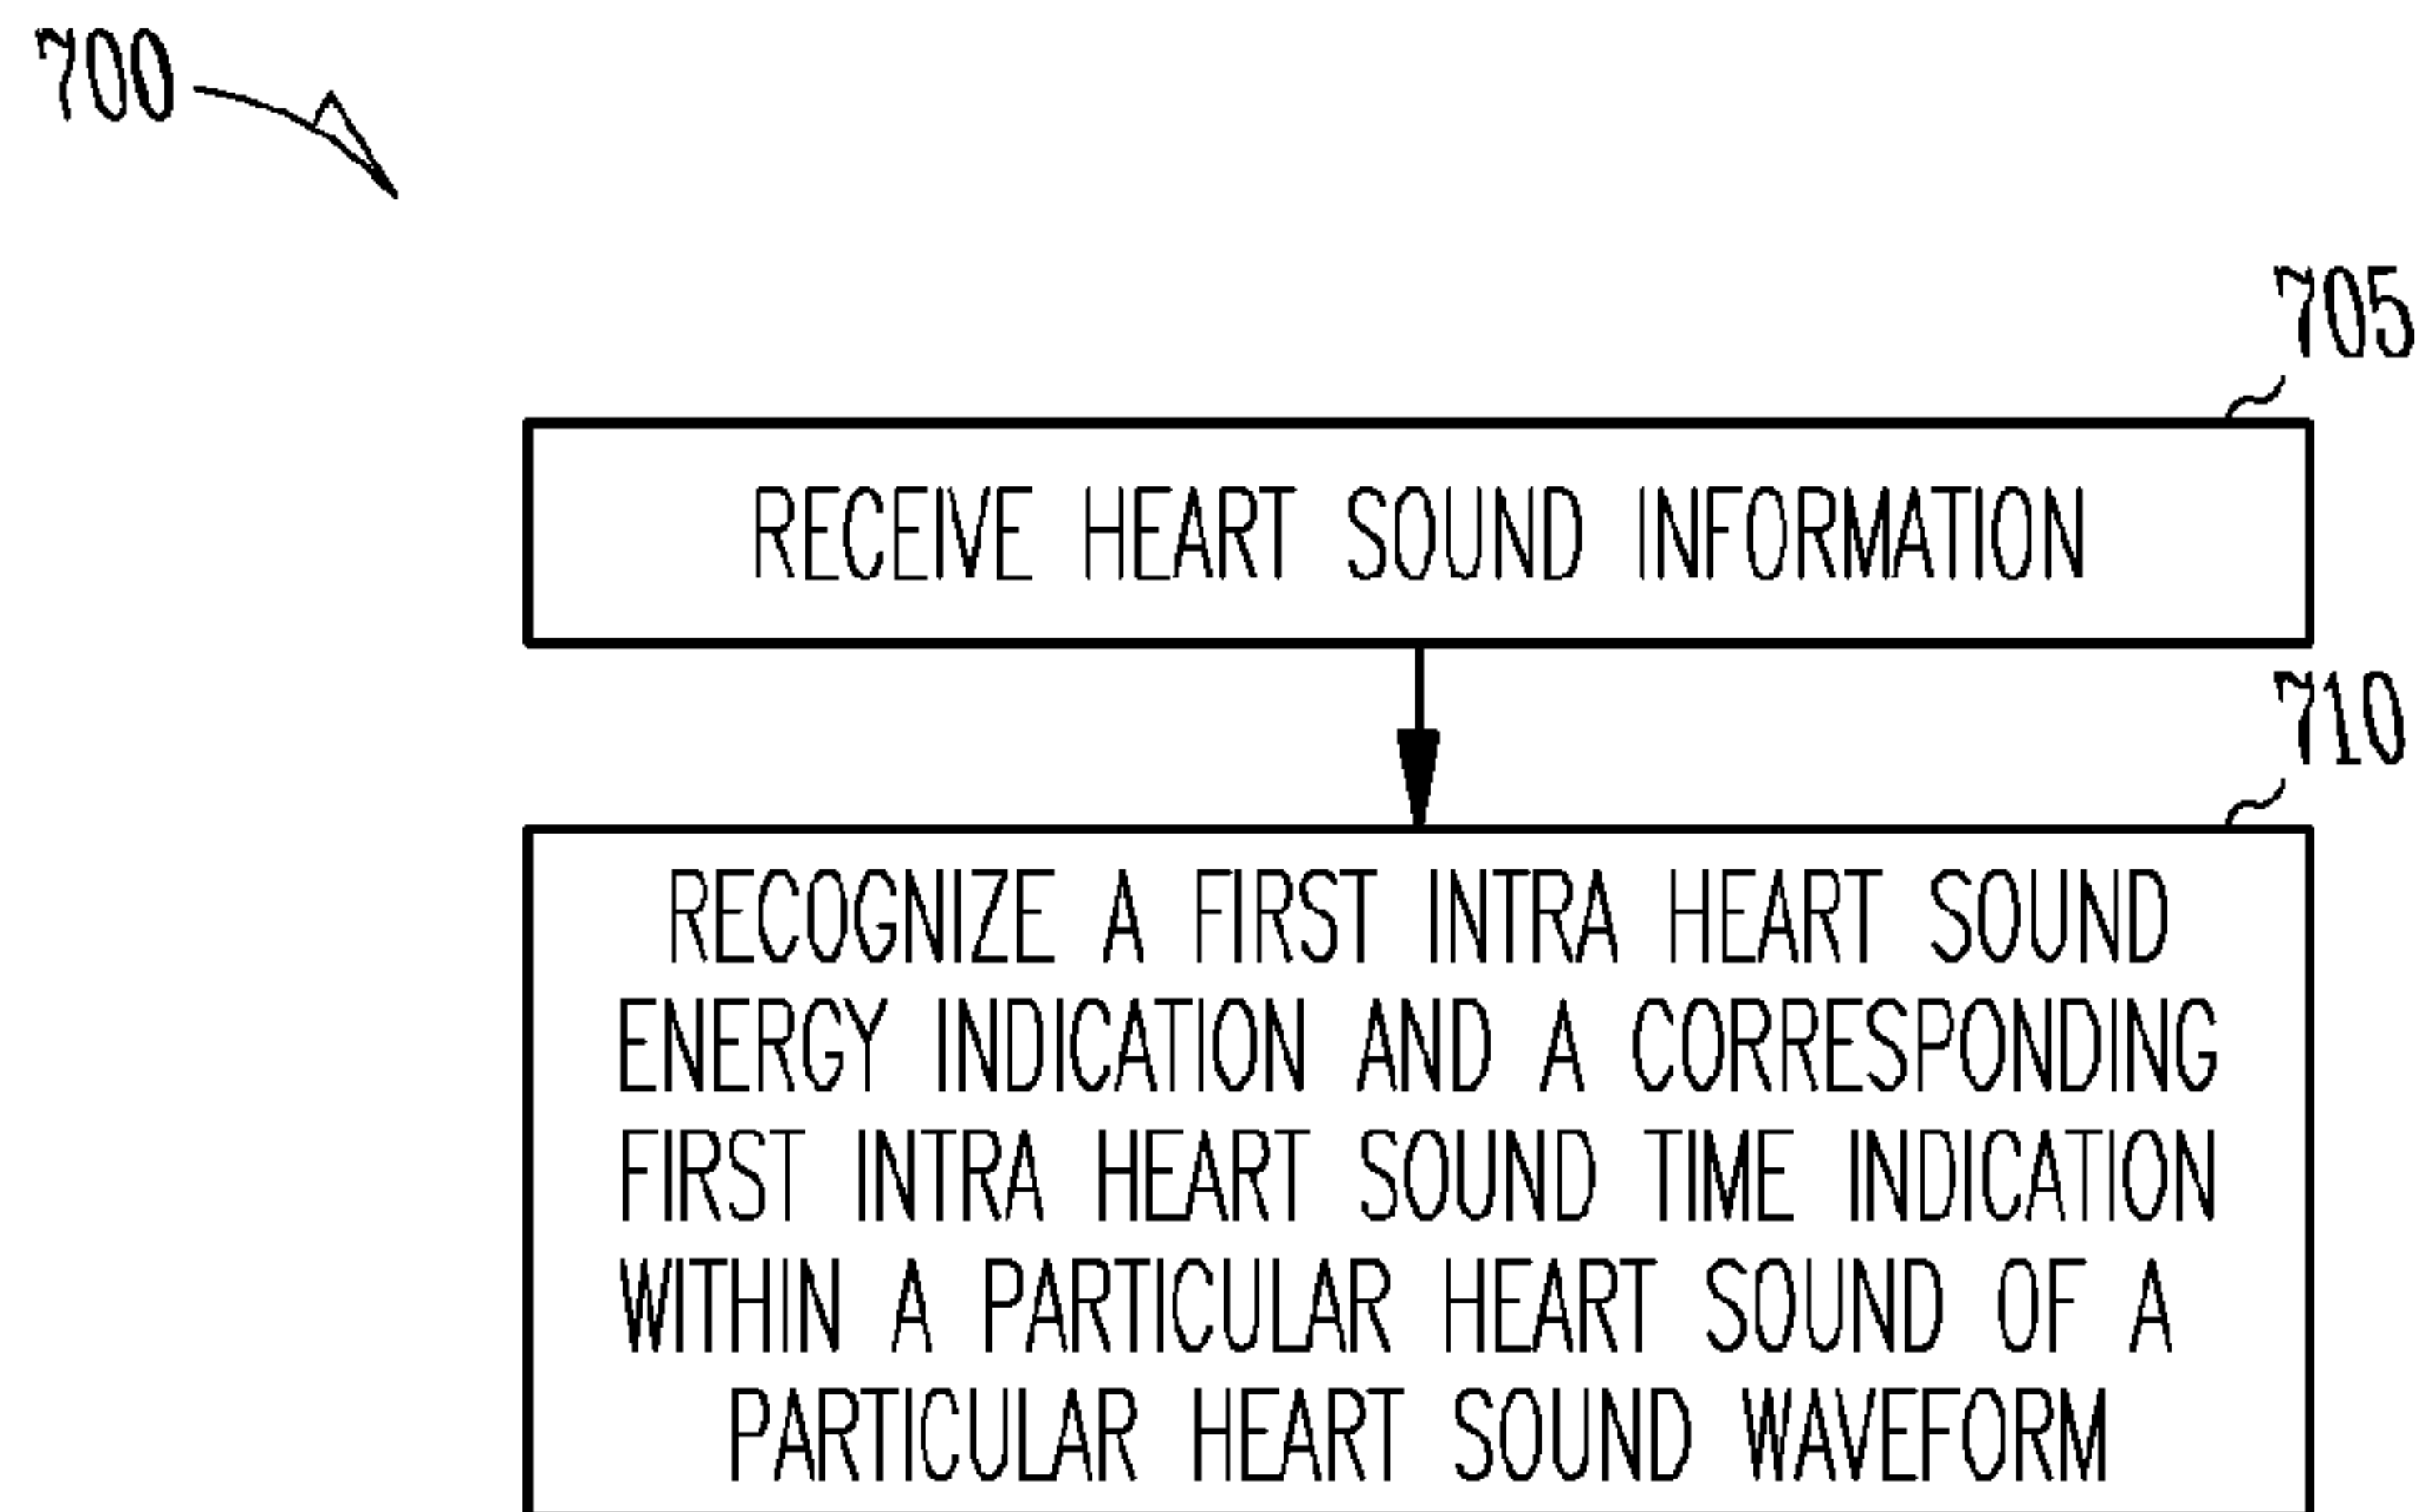 700
705
RECEIVE HEART SOUND INFORMATION
710
RECOGNIZE A FIRST INTRA HEART SOUND
ENERGY INDICATION AND A CORRESPONDING
FIRST INTRA HEART SOUND TIME INDICATION
WITHIN A PARTICULAR HEART SOUND OF A
PARTICULAR HEART SOUND WAVEFORM